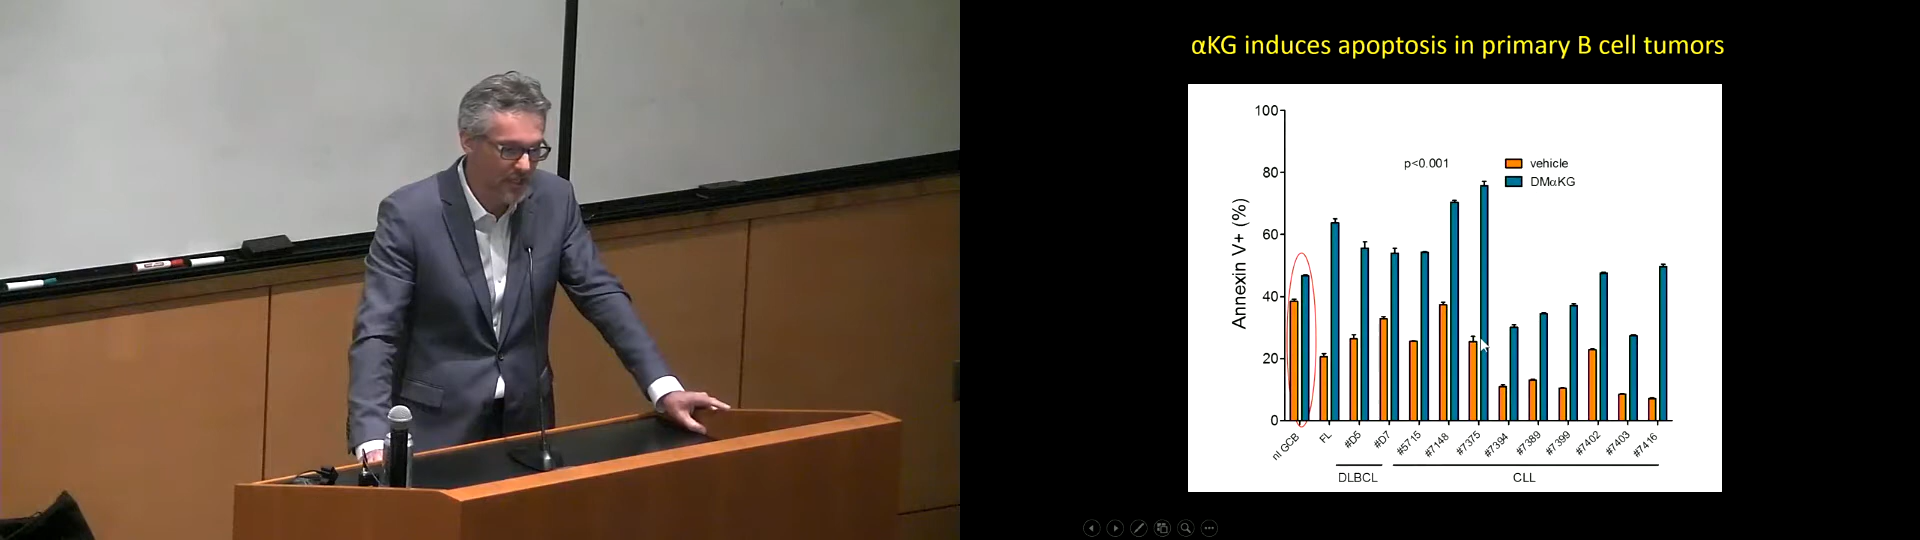 αKG induces apoptosis in primary B cell tumors
100
80
60
40
20
0
Annexin V+ (%)
p<0.001
vehicle
DMαKG
nl GCB
FL
#D5
#D7
#5715
#7148
#7375
#7394
#7389
#7399
#7402
#7403
#7416
DLBCL
CLL